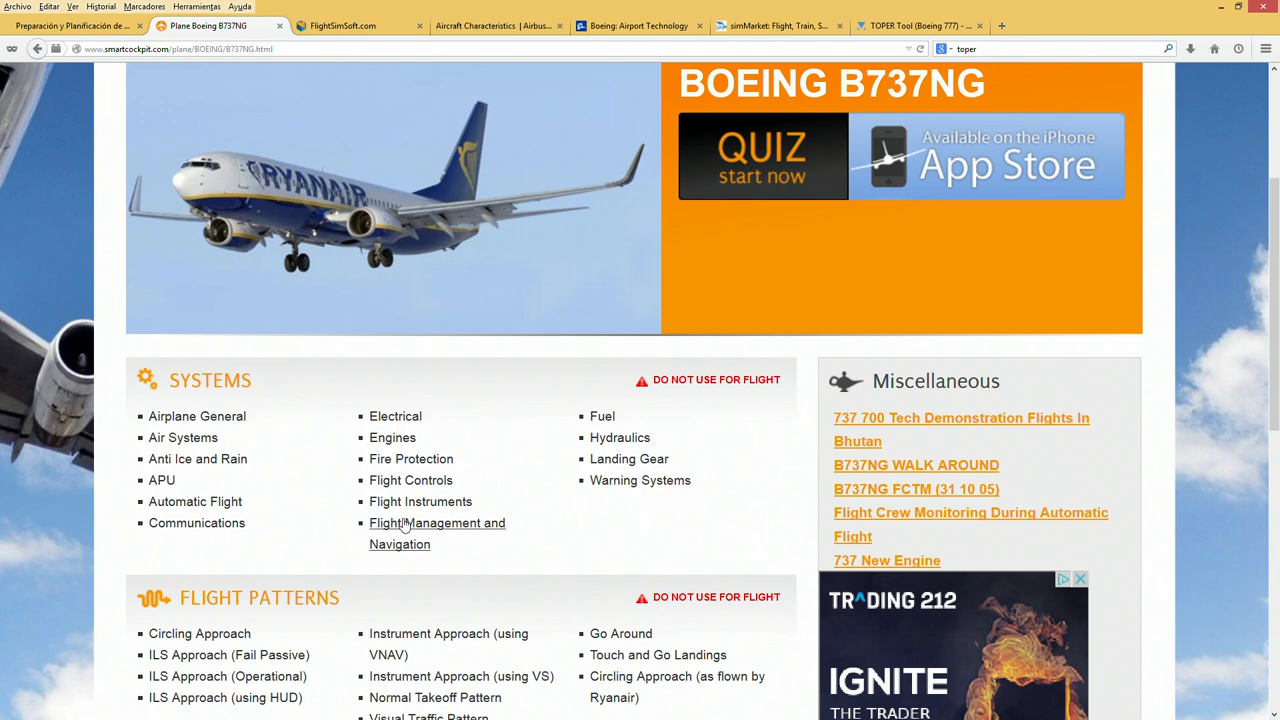 Archivo Editar Ver Historial Marcadores Herramientas Ayuda
Preparación y Planificación de ... Plane Boeing B737NG FlightSimSoft.com Aircraft Characteristics | Airbus... Boeing: Airport Technology simMarket: Flight, Train, S... TOPER Tool (Boeing 777) - ...
www.smartcockpit.com/plane/BOEING/B737NG.html toper
BOEING B737NG
RYANAIR
QUIZ
start now
Available on the iPhone
App Store
SYSTEMS
DO NOT USE FOR FLIGHT
Airplane General
Air Systems
Anti Ice and Rain
APU
Automatic Flight
Communications
Electrical
Engines
Fire Protection
Flight Controls
Flight Instruments
Flight Management and
Navigation
Fuel
Hydraulics
Landing Gear
Warning Systems
Miscellaneous
737 700 Tech Demonstration Flights In
Bhutan
B737NG WALK AROUND
B737NG FCTM (31 10 05)
Flight Crew Monitoring During Automatic
Flight
737 New Engine
FLIGHT PATTERNS
DO NOT USE FOR FLIGHT
Circling Approach
ILS Approach (Fail Passive)
ILS Approach (Operational)
ILS Approach (using HUD)
Instrument Approach (using
VNAV)
Instrument Approach (using VS)
Normal Takeoff Pattern
Visual Traffic Pattern
Go Around
Touch and Go Landings
Circling Approach (as flown by
Ryanair)
TRADING 212
IGNITE
THE TRADER